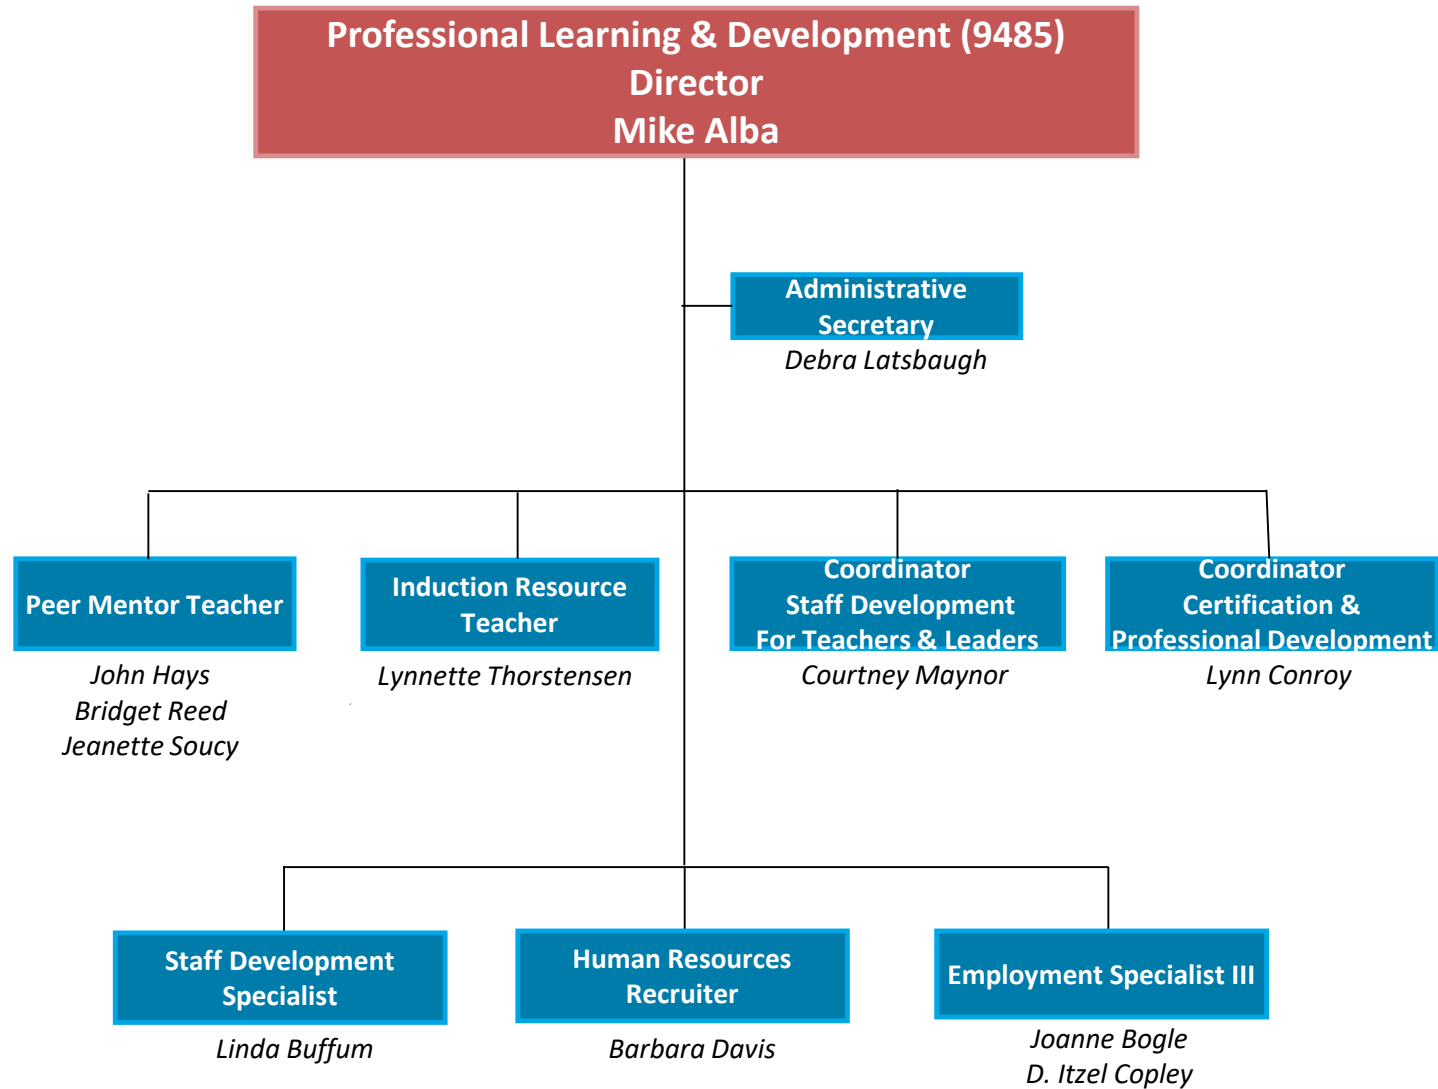 Professional Learning & Development (9485)
Director
Mike Alba
Administrative
Secretary
Debra Latsbaugh
Peer Mentor Teacher
John Hays
Bridget Reed
Jeanette Soucy
Induction Resource
Teacher
Lynnette Thorstensen
Coordinator
Staff Development
For Teachers & Leaders
Courtney Maynor
Coordinator
Certification &
Professional Development
Lynn Conroy
Staff Development
Specialist
Linda Buffum
Human Resources
Recruiter
Barbara Davis
Employment Specialist III
Joanne Bogle
D. Itzel Copley